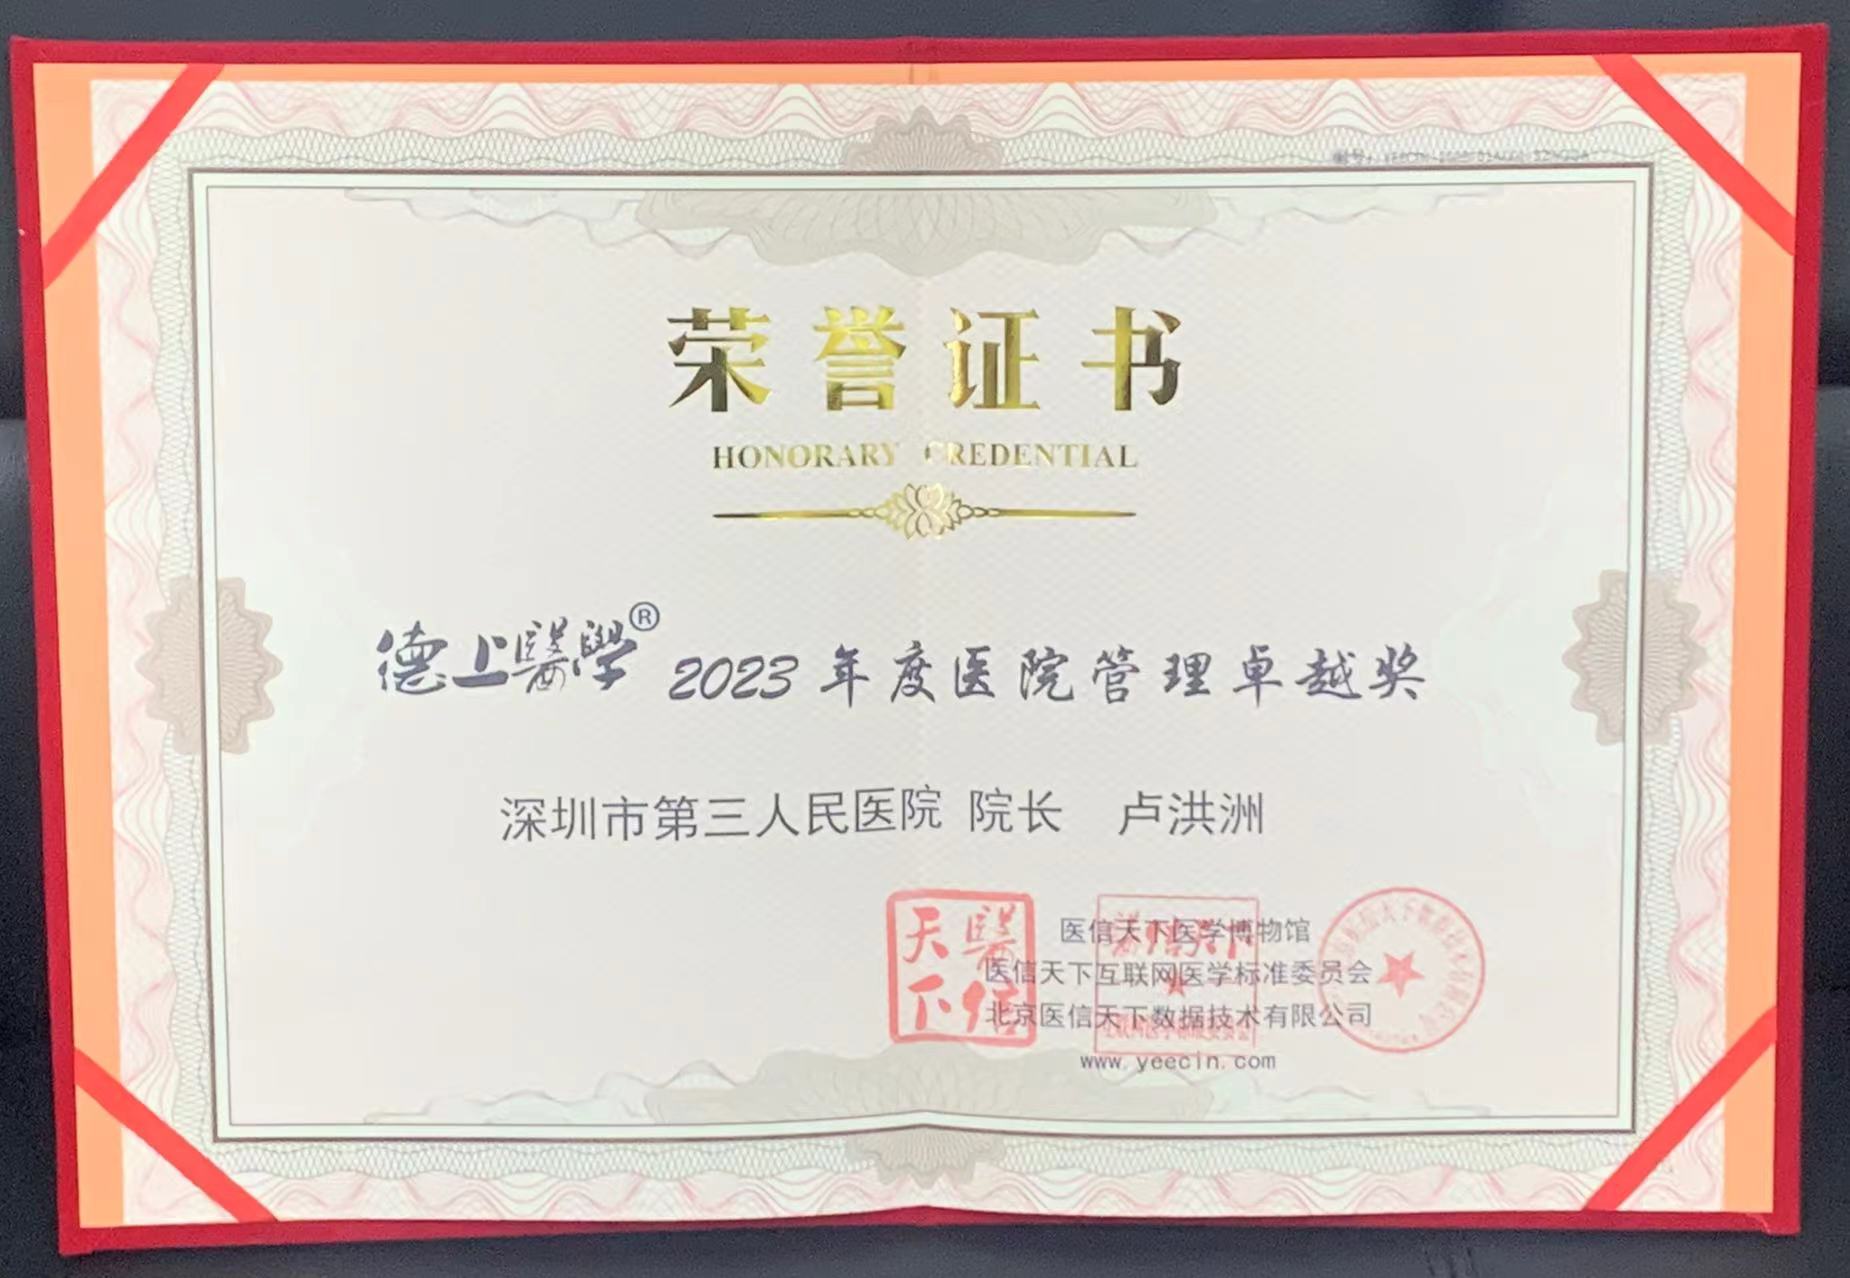 荣誉证书
HONORARY CREDENTIAL
德上醫學® 2023年度医院管理卓越奖
深圳市第三人民医院 院长 卢洪洲
医信天下医学博物馆
医信天下互联网医学标准委员会
北京医信天下数据技术有限公司
www.yeecin.com
醫信天下